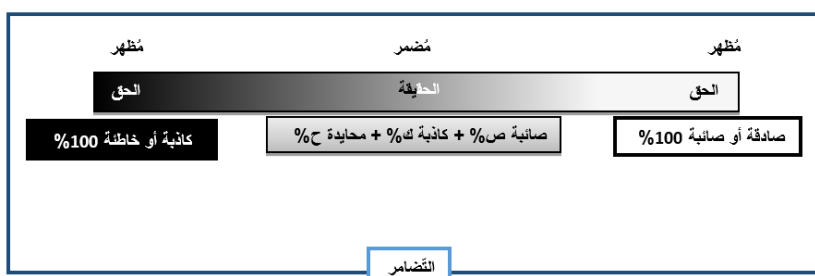 مُظهر مُضمر مُظهر
الحق الحقيقة الحق
صادقة أو صائبة 100% صائبة ص% + كاذبة ك% + محايدة ح% كاذبة أو خاطئة 100%
التّضامر